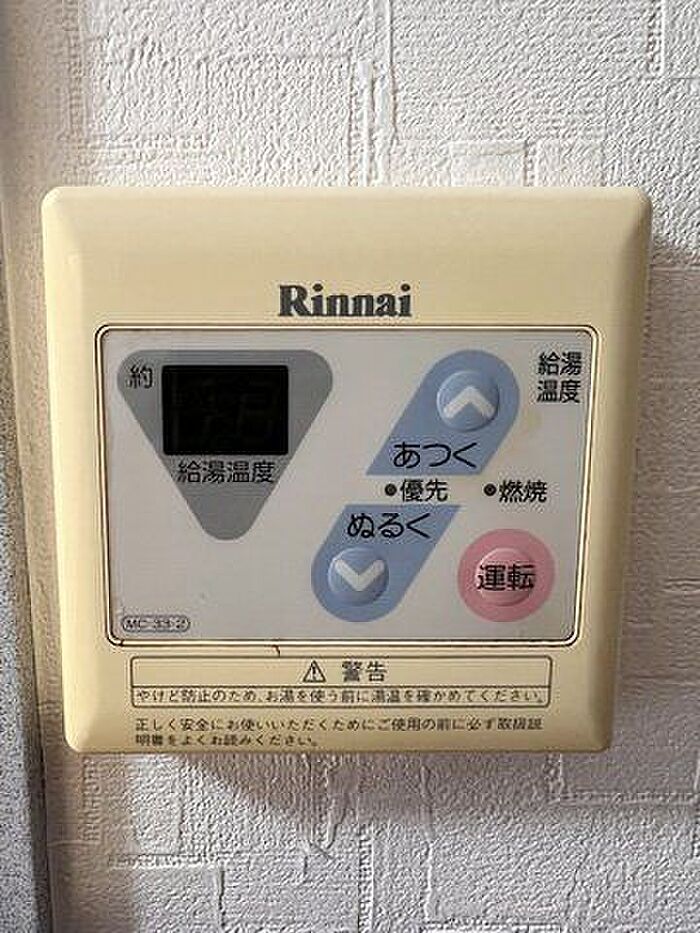 Rinnai
約
給湯温度
給湯
温度
あつく
優先
燃焼
ぬるく
運転
MC-33-2
⚠ 警告
やけど防止のため、お湯を使う前に湯温を確かめてください。
正しく安全にお使いいただくためにご使用の前に必ず取扱説
明書をよくお読みください。